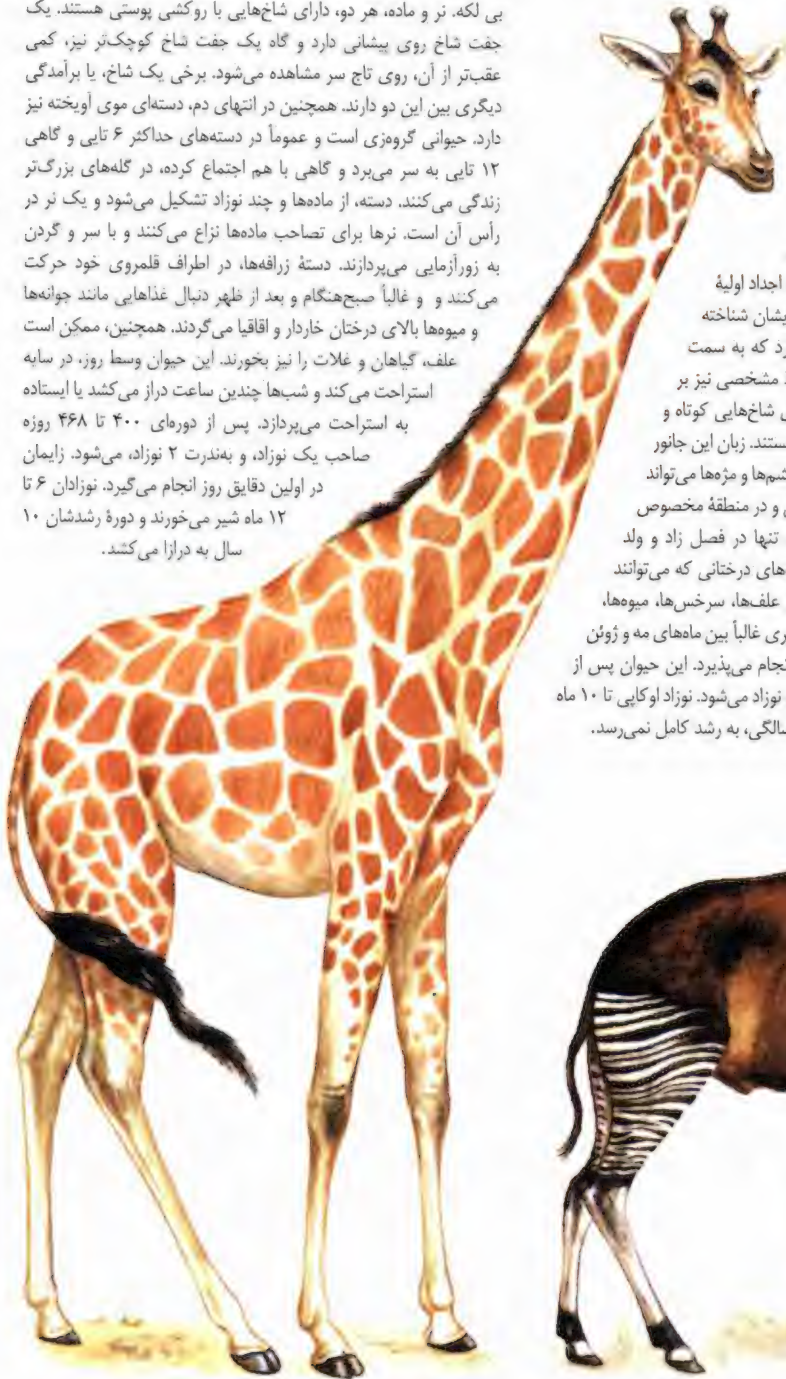 بی لکه. نر و ماده، هر دو، دارای شاخ‌هایی با روکشی پوستی هستند. یک
جفت شاخ روی پیشانی دارد و گاه یک جفت شاخ کوچک‌تر نیز، کمی
عقب‌تر از آن، روی تاج سر مشاهده می‌شود. برخی یک شاخ، یا برآمدگی
دیگری بین این دو دارند. همچنین در انتهای دم، دسته‌ای موی آویخته نیز
دارد. حیوانی گروه‌زی است و عموماً در دسته‌های حداکثر ۶ تایی و گاهی
۱۲ تایی به سر می‌برد و گاهی با هم اجتماع کرده، در گله‌های بزرگ‌تر
زندگی می‌کنند. دسته، از ماده‌ها و چند نوزاد تشکیل می‌شود و یک نر در
رأس آن است. نرها برای تصاحب ماده‌ها نزاع می‌کنند و با سر و گردن
به زورآزمایی می‌پردازند. دستهٔ زرافه‌ها، در اطراف قلمروی خود حرکت
می‌کنند و و غالباً صبح‌هنگام و بعد از ظهر دنبال غذاهایی مانند جوانه‌ها
و میوه‌ها بالای درختان خاردار و اقاقیا می‌گردند. همچنین، ممکن است
علف، گیاهان و غلات را نیز بخورند. این حیوان وسط روز، در سایه
استراحت می‌کند و شب‌ها چندین ساعت دراز می‌کشد یا ایستاده
به استراحت می‌پردازد. پس از دوره‌ای ۴۰۰ تا ۴۶۸ روزه
صاحب یک نوزاد، و به‌ندرت ۲ نوزاد، می‌شود. زایمان
در اولین دقایق روز انجام می‌گیرد. نوزادان ۶ تا
۱۲ ماه شیر می‌خورند و دورهٔ رشدشان ۱۰
سال به درازا می‌کشد.
اجداد اولیهٔ
یشان شناخته
رد که به سمت
مشخصی نیز بر
شاخ‌هایی کوتاه و
ستند. زبان این جانور
شم‌ها و مژه‌ها می‌تواند
و در منطقهٔ مخصوص
تنها در فصل زاد و ولد
های درختانی که می‌توانند
علف‌ها، سرخس‌ها، میوه‌ها،
ری غالباً بین ماه‌های مه و ژوئن
نجام می‌پذیرد. این حیوان پس از
نوزاد می‌شود. نوزاد اوکاپی تا ۱۰ ماه
سالگی، به رشد کامل نمی‌رسد.